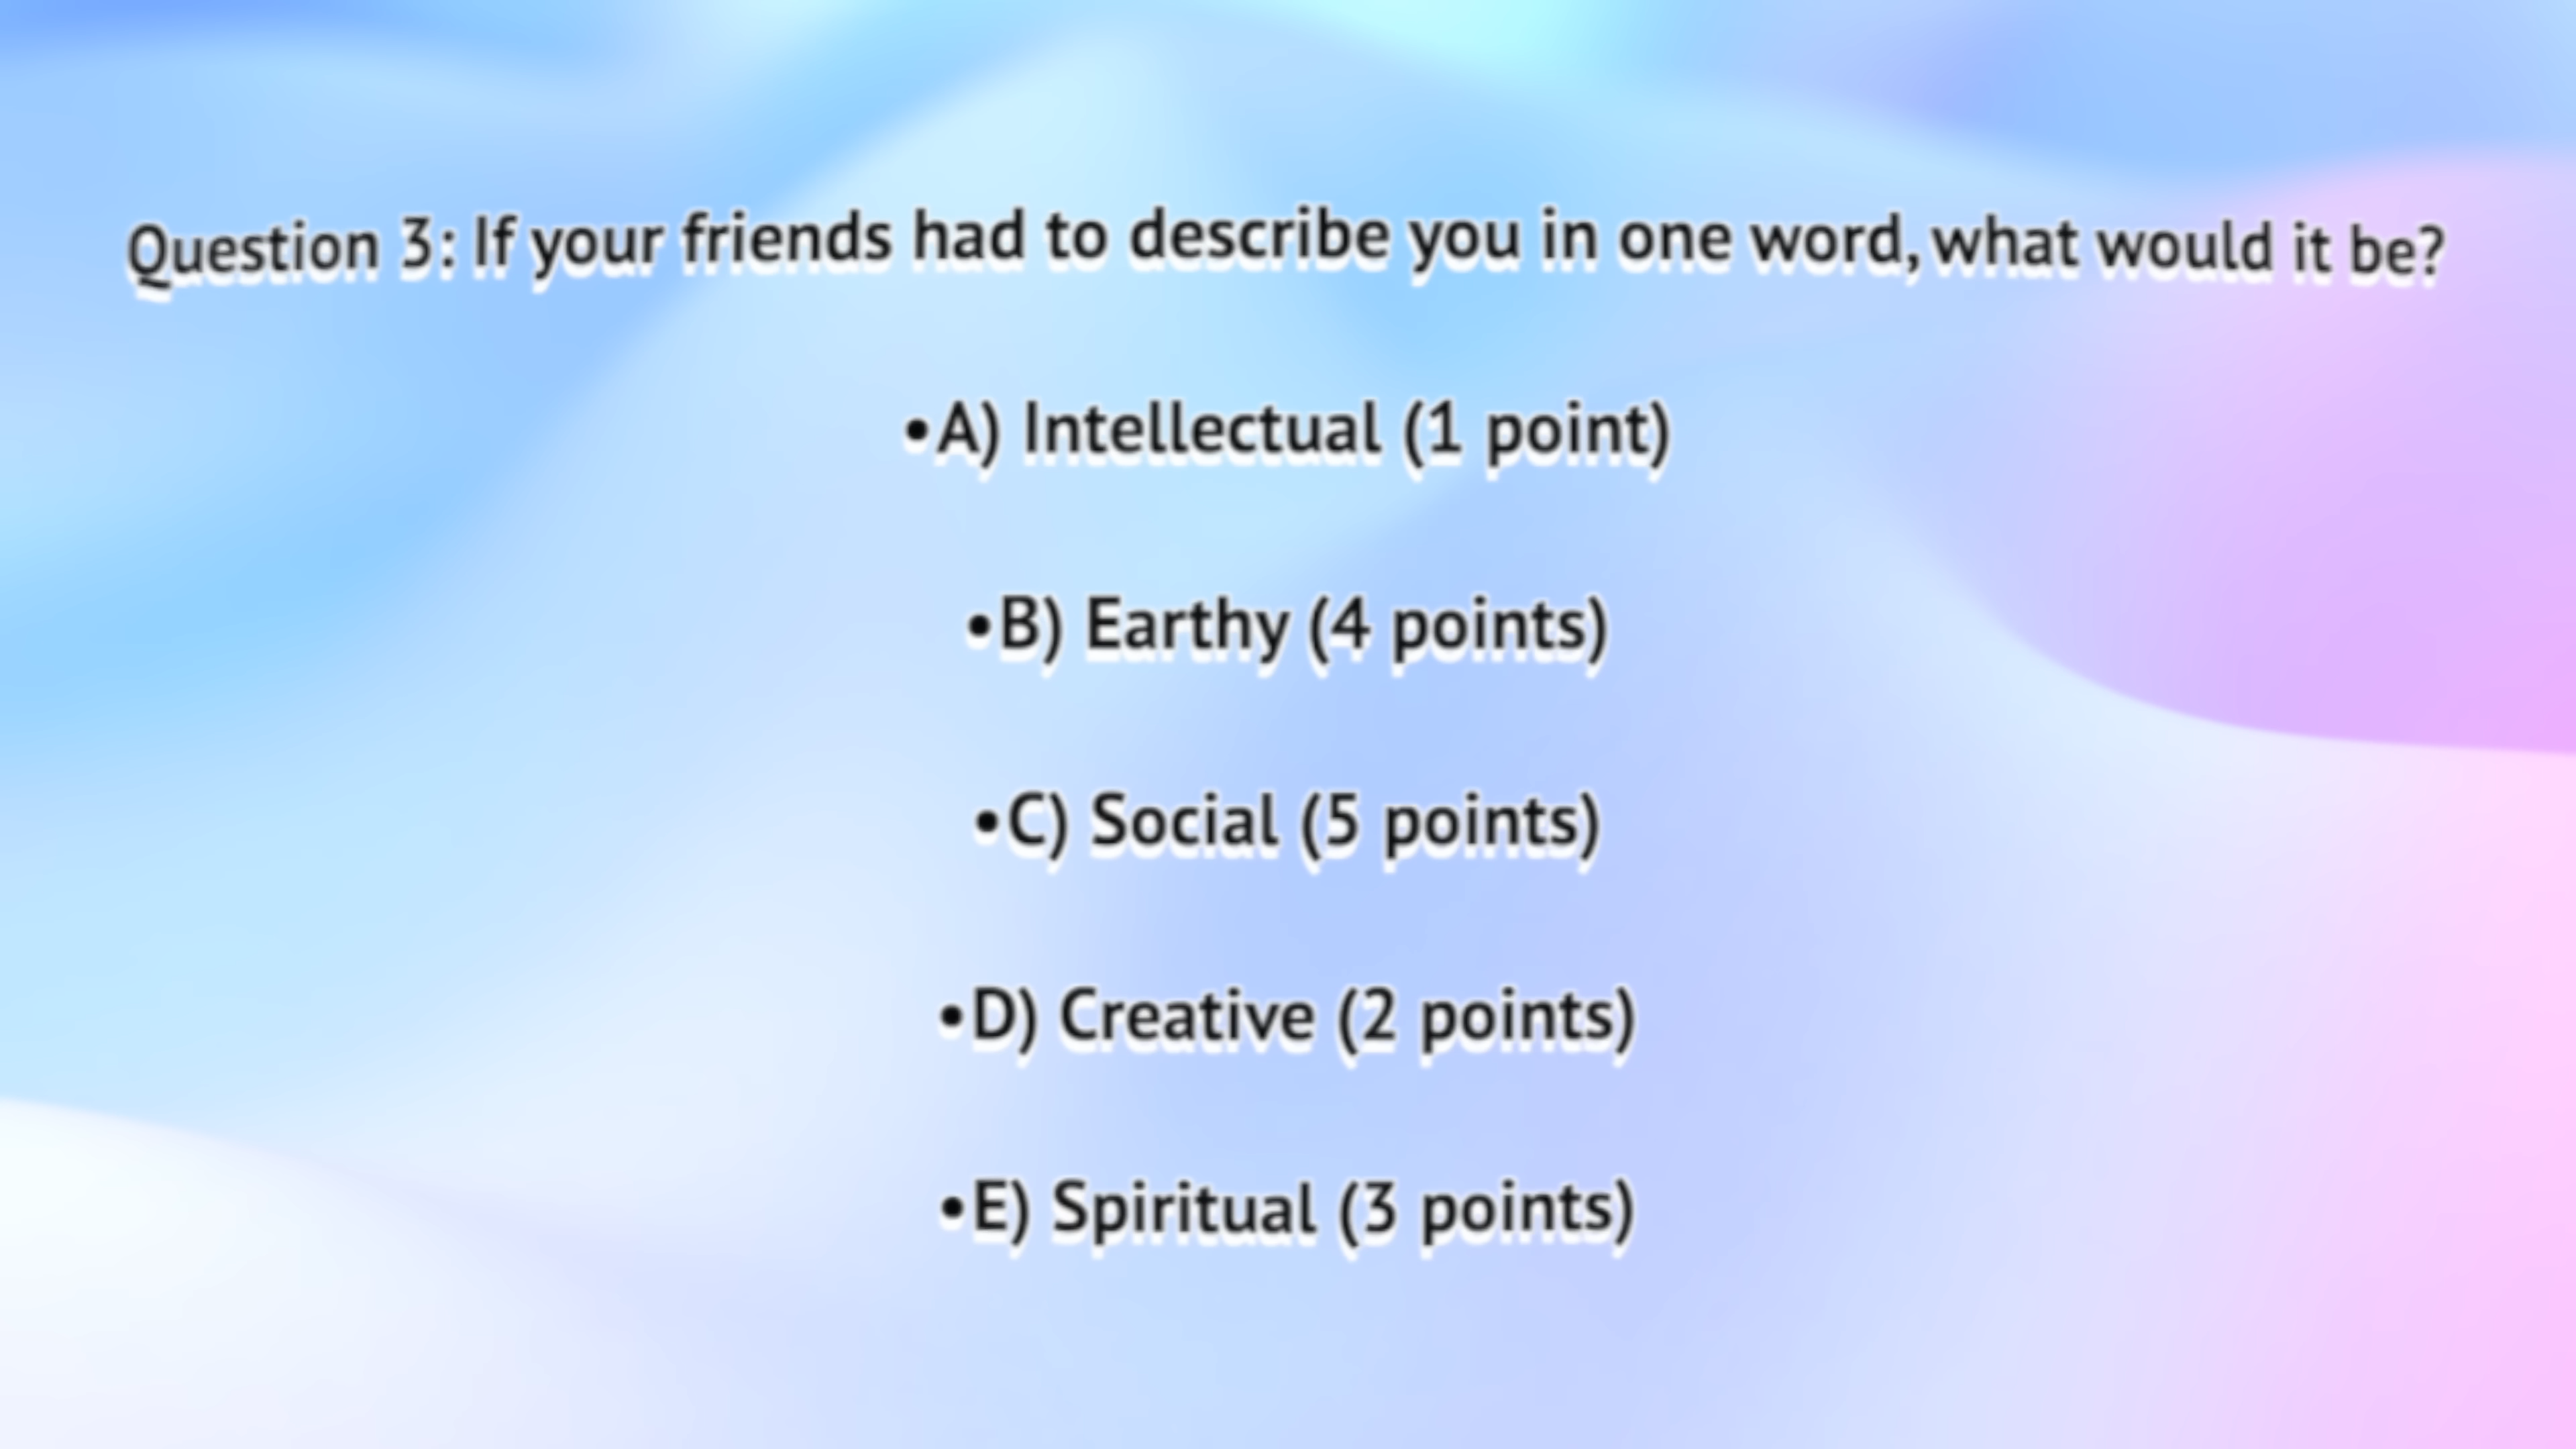 Question 3: If your friends had to describe you in one word, what would it be?
•A) Intellectual (1 point)
•B) Earthy (4 points)
•C) Social (5 points)
•D) Creative (2 points)
•E) Spiritual (3 points)